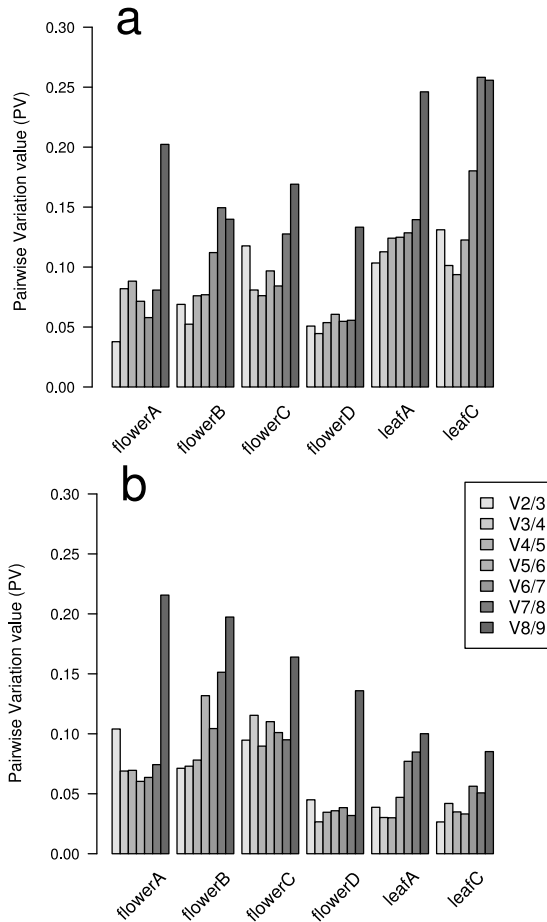 a
Pairwise Variation value (PV)
0.30
0.25
0.20
0.15
0.10
0.05
0.00
flowerA
flowerB
flowerC
flowerD
leafA
leafC
b
Pairwise Variation value (PV)
0.30
0.25
0.20
0.15
0.10
0.05
0.00
V2/3
V3/4
V4/5
V5/6
V6/7
V7/8
V8/9
flowerA
flowerB
flowerC
flowerD
leafA
leafC